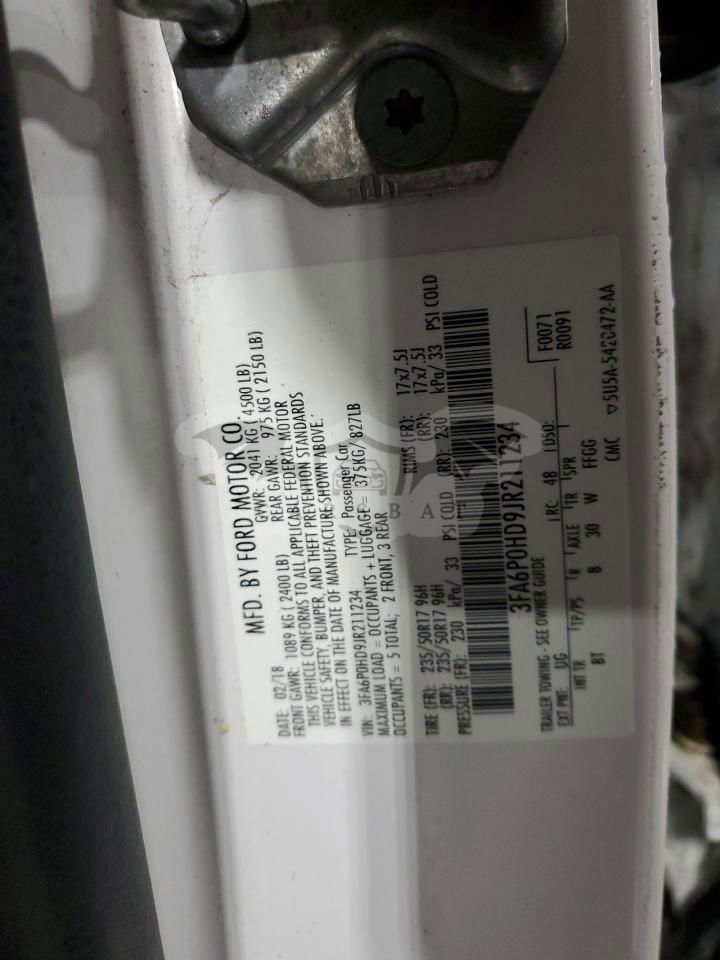 MFD. BY FORD MOTOR CO.
DATE: 02/18 GVWR: 2041 KG ( 4500 LB)
FRONT GAWR: 1089 KG ( 2400 LB) REAR GAWR: 975 KG ( 2150 LB)
THIS VEHICLE CONFORMS TO ALL APPLICABLE FEDERAL MOTOR
VEHICLE SAFETY, BUMPER, AND THEFT PREVENTION STANDARDS
IN EFFECT ON THE DATE OF MANUFACTURE SHOWN ABOVE.
VIN: 3FA6P0HD9JR211234 TYPE: Passenger Car
MAXIMUM LOAD = OCCUPANTS + LUGGAGE = 375KG/ 827LB
OCCUPANTS = 5 TOTAL; 2 FRONT, 3 REAR
TIRE (FR): 235/50R17 96H RIMS (FR): 17x7.5J
(RR): 235/50R17 96H (RR): 17x7.5J
PRESSURE (FR): 230 kPa/ 33 PSI COLD (RR): 230 kPa/ 33 PSI COLD
3FA6P0HD9JR211234
TRAILER TOWING - SEE OWNER GUIDE F0071
EXT PNT: UG RC: 48 DSO: R0091
INT TR TP/PS R AXLE TR SPR
BT B 30 W FFGG
CMC 5U5A-5420472-AA
BA